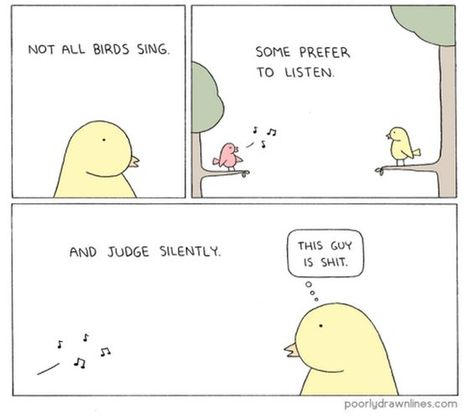 NOT ALL BIRDS SING.
SOME PREFER
TO LISTEN.
AND JUDGE SILENTLY.
THIS GUY
IS SHIT.
poorlydrawnlines.com